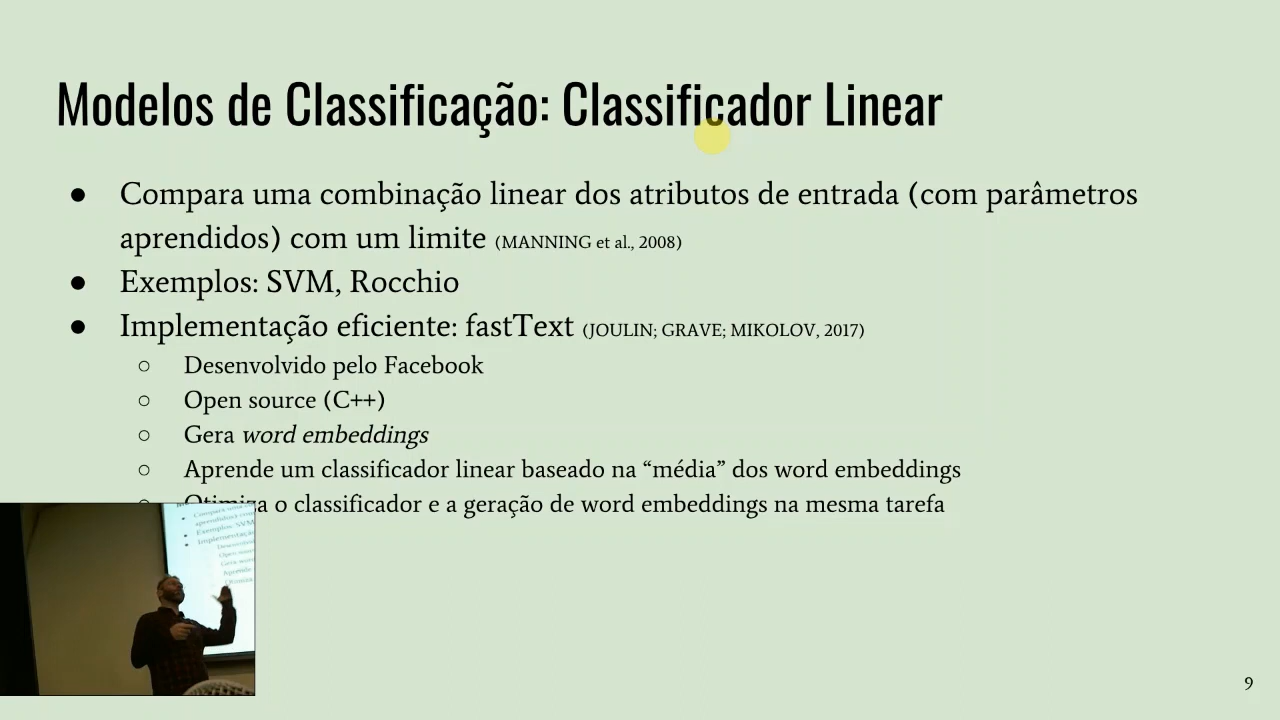 Modelos de Classificação: Classificador Linear
● Compara uma combinação linear dos atributos de entrada (com parâmetros
aprendidos) com um limite (MANNING et al., 2008)
● Exemplos: SVM, Rocchio
● Implementação eficiente: fastText (JOULIN; GRAVE; MIKOLOV, 2017)
○ Desenvolvido pelo Facebook
○ Open source (C++)
○ Gera word embeddings
○ Aprende um classificador linear baseado na “média” dos word embeddings
○ Otimiza o classificador e a geração de word embeddings na mesma tarefa
9